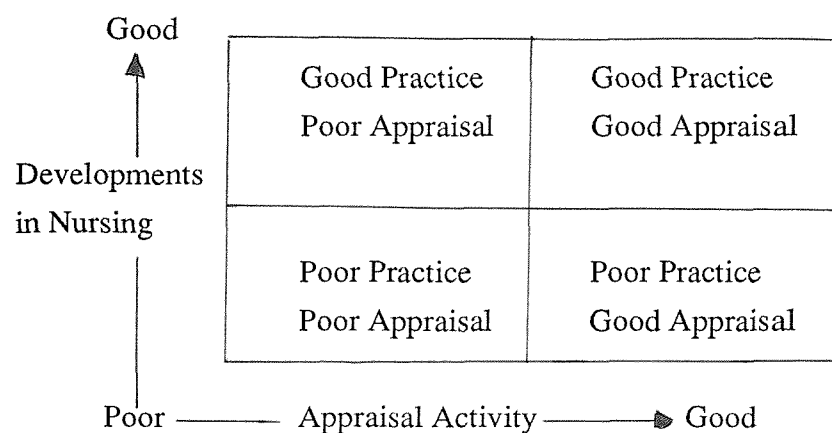 Good
Good Practice
Poor Appraisal
Good Practice
Good Appraisal
Developments
in Nursing
Poor Practice
Poor Appraisal
Poor Practice
Good Appraisal
Poor Appraisal Activity Good